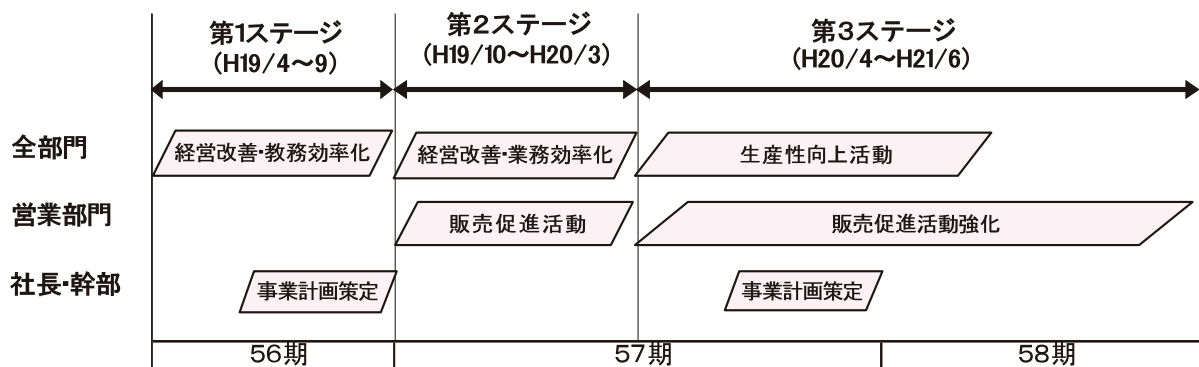 第1ステージ
(H19/4〜9)
第2ステージ
(H19/10〜H20/3)
第3ステージ
(H20/4〜H21/6)
全部門
経営改善・教務効率化
経営改善・業務効率化
生産性向上活動
営業部門
販売促進活動
販売促進活動強化
社長・幹部
事業計画策定
事業計画策定
56期
57期
58期